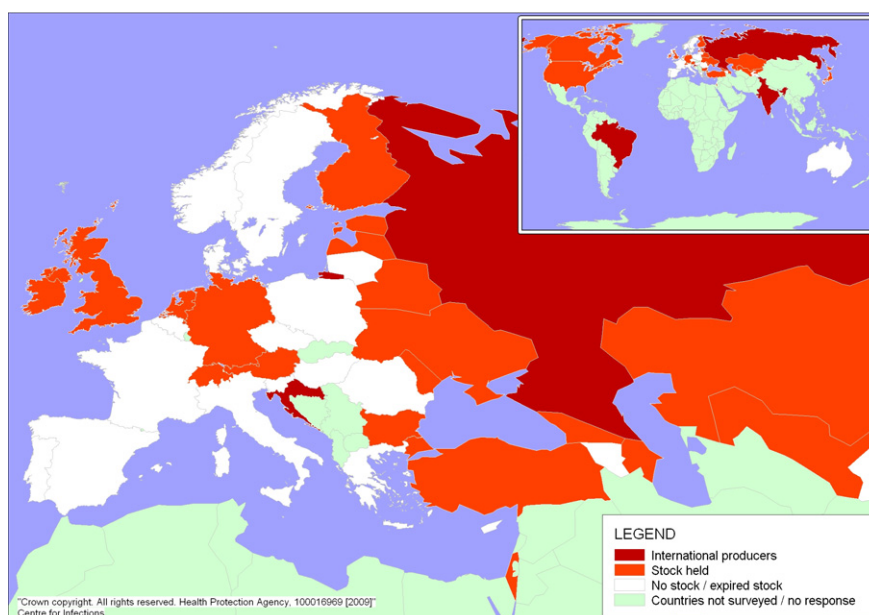 LEGEND
International producers
Stock held
No stock / expired stock
Countries not surveyed / no response
"Crown copyright. All rights reserved. Health Protection Agency, 100016969 [2009]"
Centre for Infections